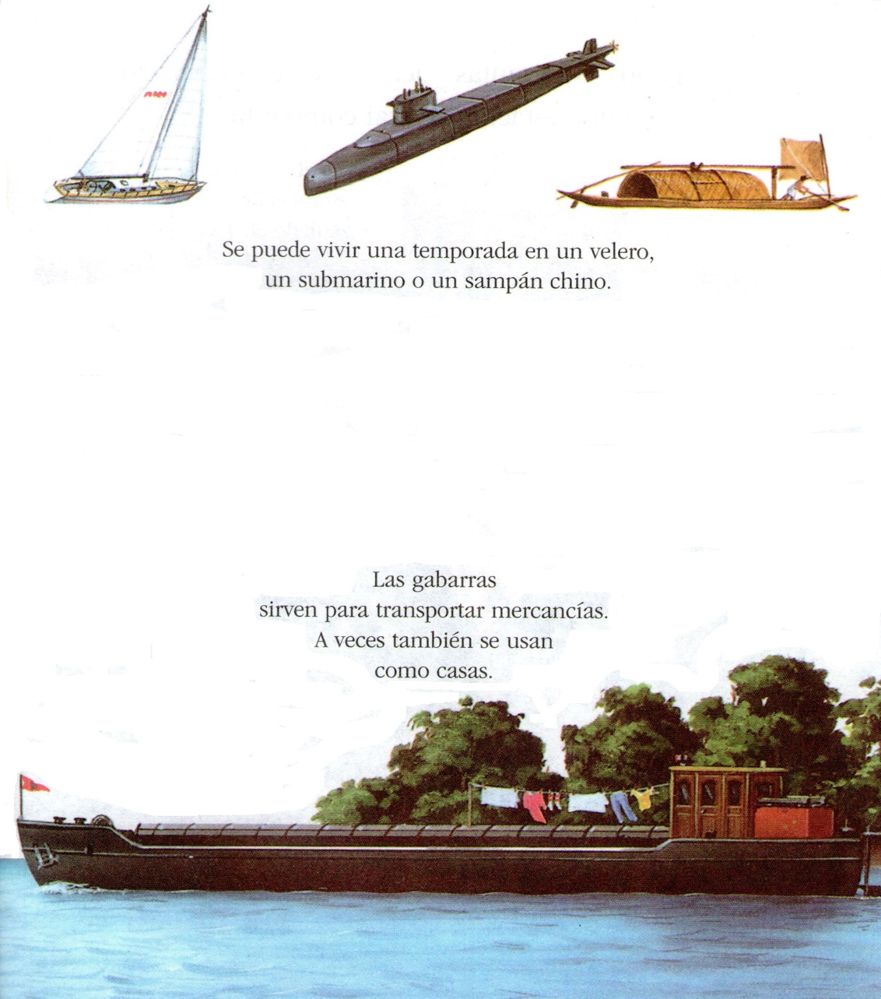 Se puede vivir una temporada en un velero,
un submarino o un sampán chino.
Las gabarras
sirven para transportar mercancías.
A veces también se usan
como casas.